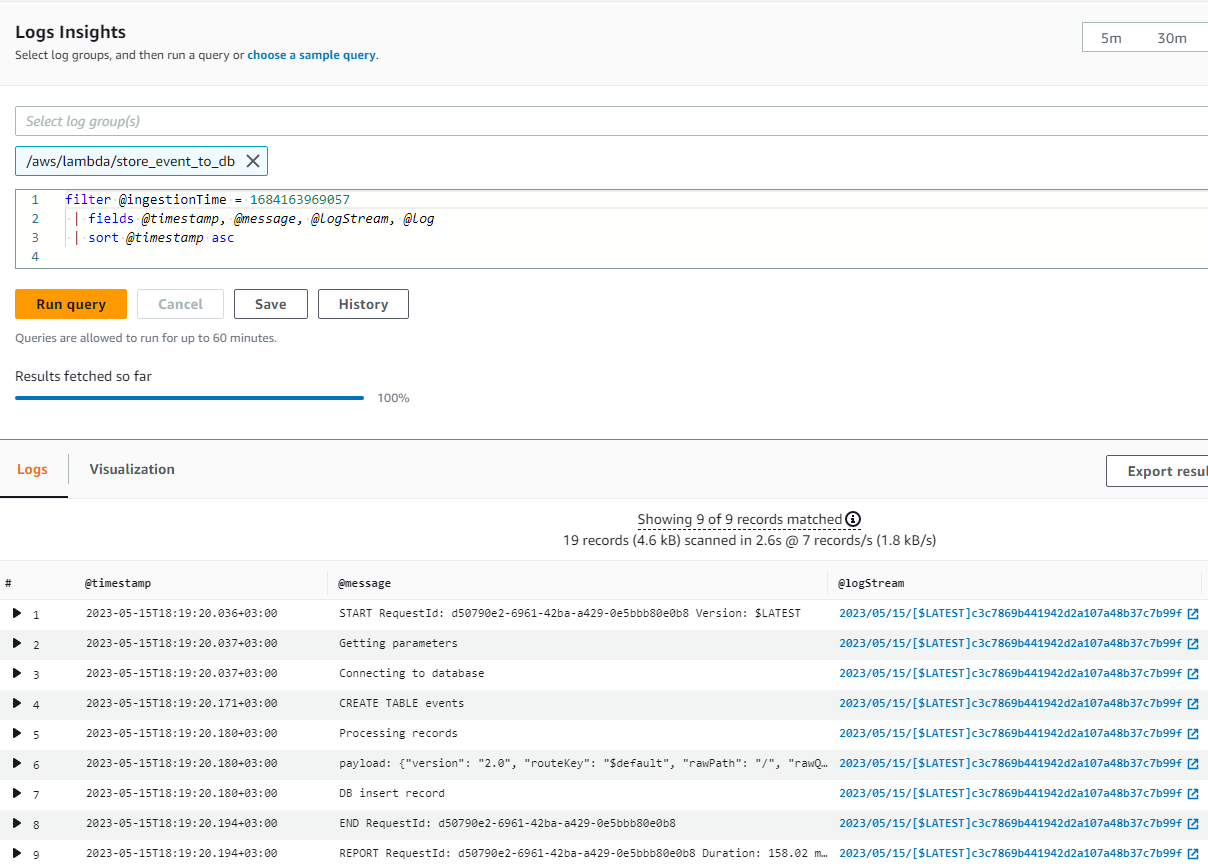 Logs Insights
Select log groups, and then run a query or choose a sample query.
5m 30m
Select log group(s)
/aws/lambda/store_event_to_db
1 filter @ingestionTime = 1684163969057
2 | fields @timestamp, @message, @logStream, @log
3 | sort @timestamp asc
4
Run query Cancel Save History
Queries are allowed to run for up to 60 minutes.
Results fetched so far
100%
Logs Visualization
Export resul
Showing 9 of 9 records matched
19 records (4.6 kB) scanned in 2.6s @ 7 records/s (1.8 kB/s)
# @timestamp @message @logStream
1 2023-05-15T18:19:20.036+03:00 START RequestId: d50790e2-6961-42ba-a429-0e5bbb80e0b8 Version: $LATEST 2023/05/15/[$LATEST]c3c7869b441942d2a107a48b37c7b99f
2 2023-05-15T18:19:20.037+03:00 Getting parameters 2023/05/15/[$LATEST]c3c7869b441942d2a107a48b37c7b99f
3 2023-05-15T18:19:20.037+03:00 Connecting to database 2023/05/15/[$LATEST]c3c7869b441942d2a107a48b37c7b99f
4 2023-05-15T18:19:20.171+03:00 CREATE TABLE events 2023/05/15/[$LATEST]c3c7869b441942d2a107a48b37c7b99f
5 2023-05-15T18:19:20.180+03:00 Processing records 2023/05/15/[$LATEST]c3c7869b441942d2a107a48b37c7b99f
6 2023-05-15T18:19:20.180+03:00 payload: {"version": "2.0", "routeKey": "$default", "rawPath": "/", "rawQ… 2023/05/15/[$LATEST]c3c7869b441942d2a107a48b37c7b99f
7 2023-05-15T18:19:20.180+03:00 DB insert record 2023/05/15/[$LATEST]c3c7869b441942d2a107a48b37c7b99f
8 2023-05-15T18:19:20.194+03:00 END RequestId: d50790e2-6961-42ba-a429-0e5bbb80e0b8 2023/05/15/[$LATEST]c3c7869b441942d2a107a48b37c7b99f
9 2023-05-15T18:19:20.194+03:00 REPORT RequestId: d50790e2-6961-42ba-a429-0e5bbb80e0b8 Duration: 158.02 m… 2023/05/15/[$LATEST]c3c7869b441942d2a107a48b37c7b99f